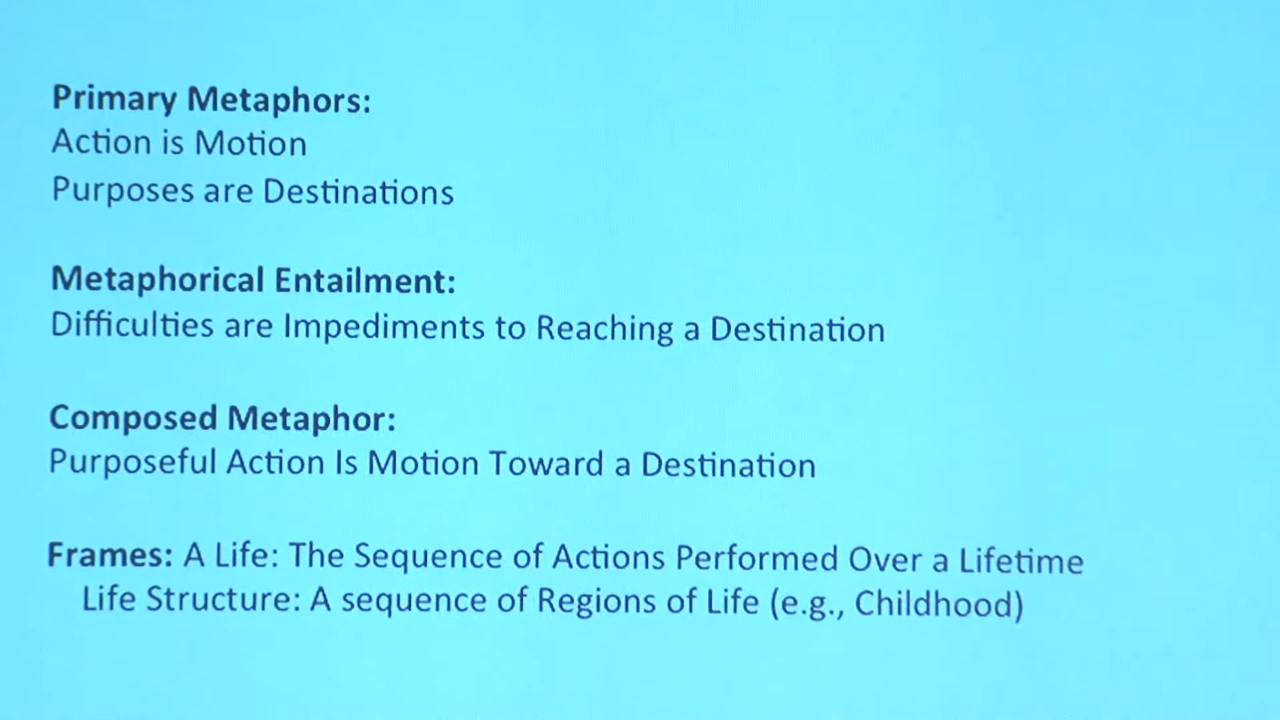 Primary Metaphors:
Action is Motion
Purposes are Destinations
Metaphorical Entailment:
Difficulties are Impediments to Reaching a Destination
Composed Metaphor:
Purposeful Action Is Motion Toward a Destination
Frames: A Life: The Sequence of Actions Performed Over a Lifetime
Life Structure: A sequence of Regions of Life (e.g., Childhood)